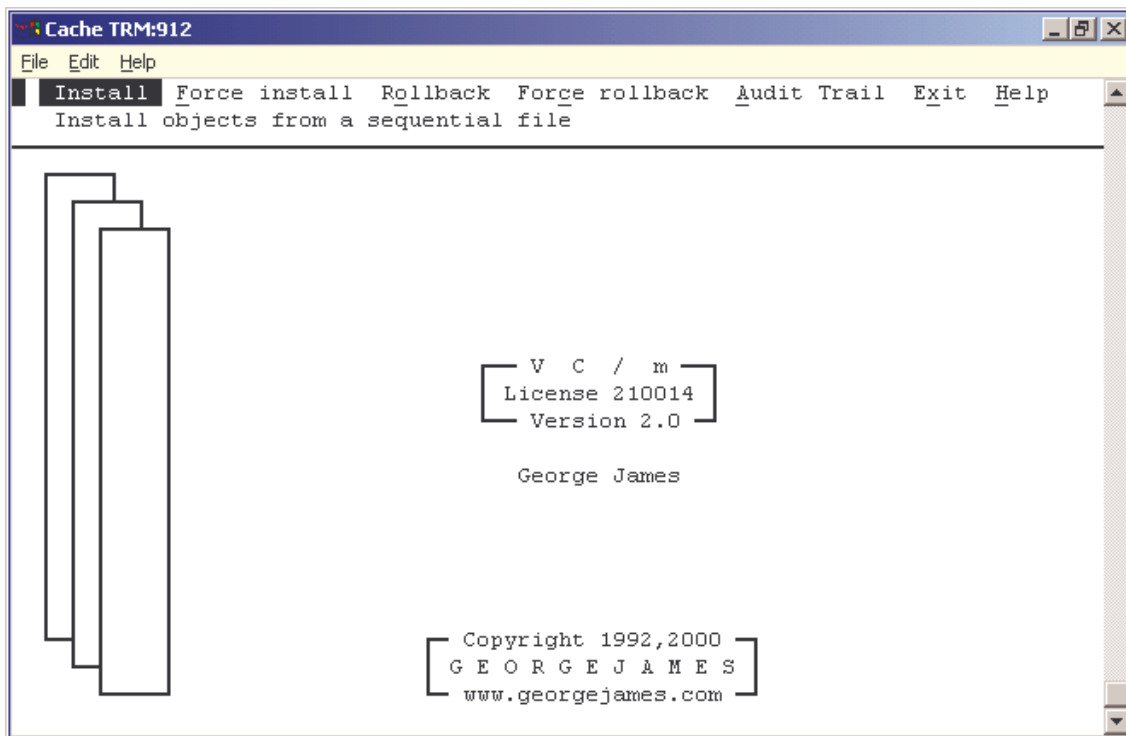 Cache TRM:912
File Edit Help
Install Force install Rollback Force rollback Audit Trail Exit Help
Install objects from a sequential file
V C / m
License 210014
Version 2.0
George James
Copyright 1992,2000
G E O R G E J A M E S
www.georgejames.com